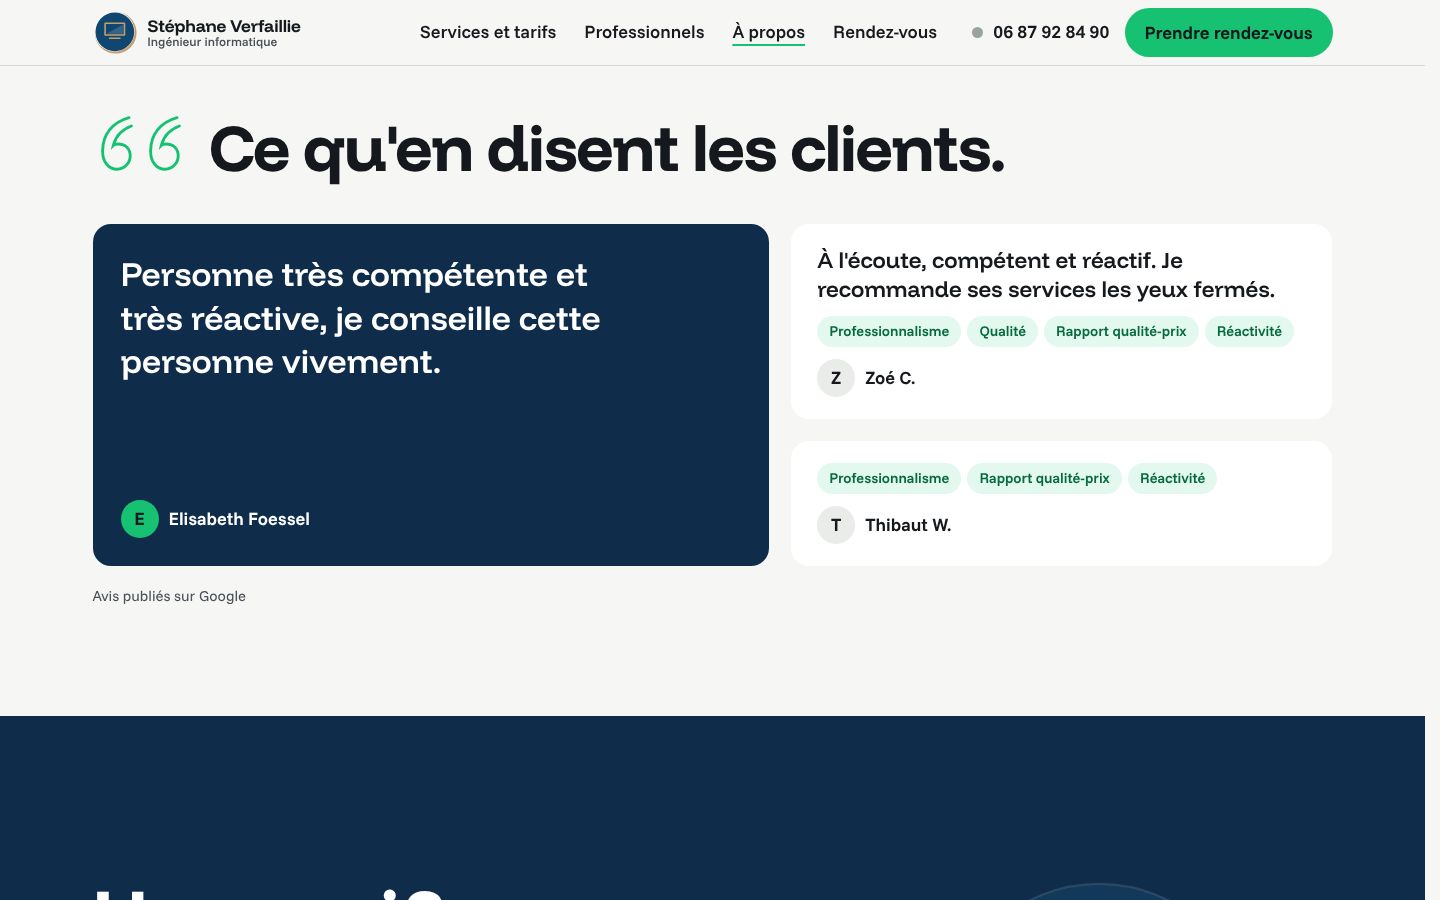 Stéphane Verfaillie
Ingénieur informatique
Services et tarifs
Professionnels
À propos
Rendez-vous
06 87 92 84 90
Prendre rendez-vous
Ce qu'en disent les clients.
Personne très compétente et
très réactive, je conseille cette
personne vivement.
E
Elisabeth Foessel
À l'écoute, compétent et réactif. Je
recommande ses services les yeux fermés.
Professionnalisme
Qualité
Rapport qualité-prix
Réactivité
Z
Zoé C.
Professionnalisme
Rapport qualité-prix
Réactivité
T
Thibaut W.
Avis publiés sur Google